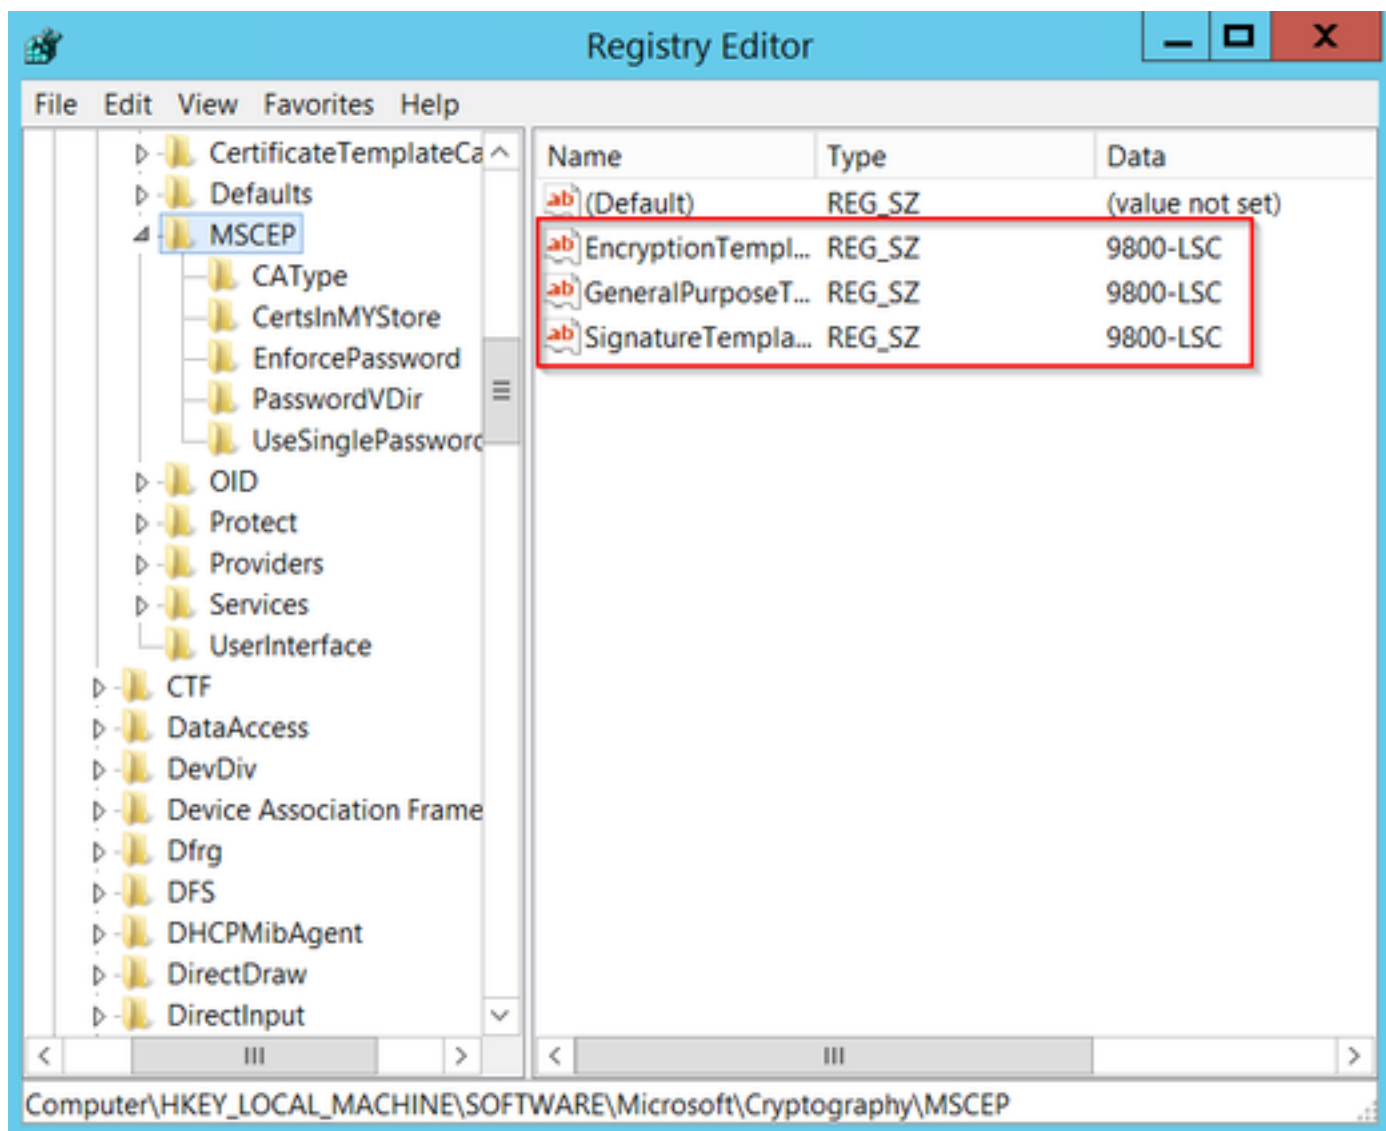 Registry Editor
File Edit View Favorites Help
CertificateTemplateCa
Defaults
MSCEP
CAType
CertsInMYStore
EnforcePassword
PasswordVDir
UseSinglePassword
OID
Protect
Providers
Services
UserInterface
CTF
DataAccess
DevDiv
Device Association Frame
Dfrg
DFS
DHCPMibAgent
DirectDraw
DirectInput
Name Type Data
(Default) REG_SZ (value not set)
EncryptionTempl... REG_SZ 9800-LSC
GeneralPurposeT... REG_SZ 9800-LSC
SignatureTempla... REG_SZ 9800-LSC
Computer\HKEY_LOCAL_MACHINE\SOFTWARE\Microsoft\Cryptography\MSCEP